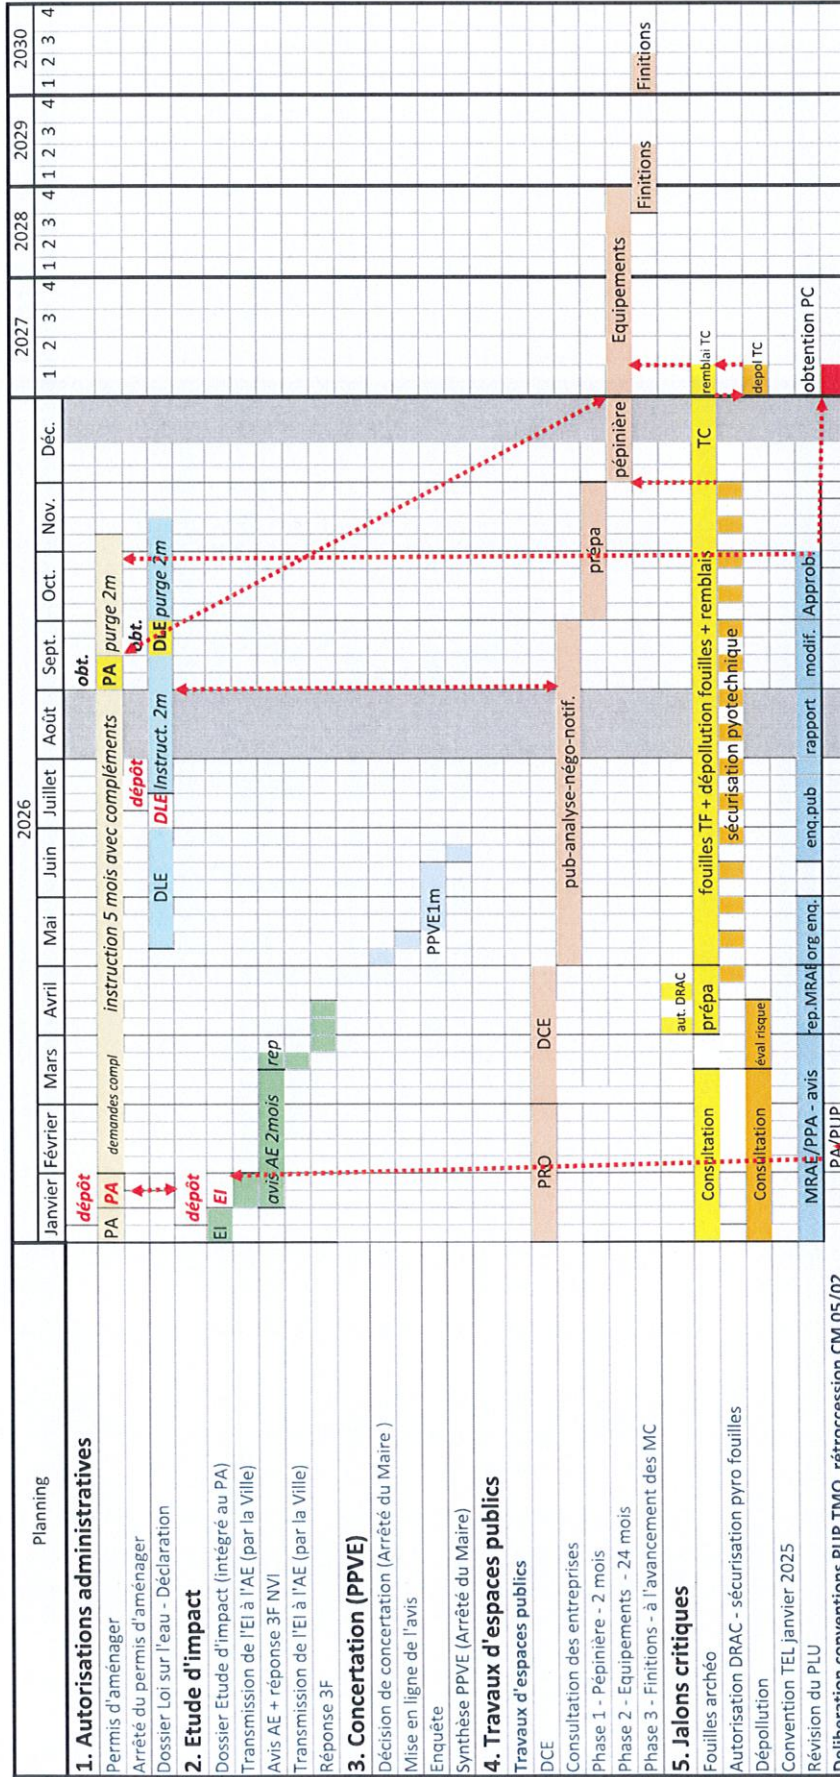 Planning
2026
2027
2028
2029
2030
Janvier Février Mars Avril Mai Juin Juillet Août Sept. Oct. Nov. Déc.
1 2 3 4 1 2 3 4 1 2 3 4 1 2 3 4
1. Autorisations administratives
dépôt obt.
Permis d'aménager PA PA demandes compl instruction 5 mois avec compléments PA purge 2m
Arrêté du permis d'aménager dépôt obt.
Dossier Loi sur l'eau - Déclaration DLE DLE Instruct. 2m DLE purge 2m
2. Etude d'impact dépôt
Dossier Etude d'impact (intégré au PA) EI EI
Transmission de l'EI à l'AE (par la Ville)
Avis AE + réponse 3F NVI avis AE 2mois rep
Transmission de l'EI à l'AE (par la Ville)
Réponse 3F
3. Concertation (PPVE)
Décision de concertation (Arrêté du Maire )
Mise en ligne de l'avis
Enquête PPVE1m
Synthèse PPVE (Arrêté du Maire)
4. Travaux d'espaces publics
Travaux d'espaces publics
DCE PRO DCE
Consultation des entreprises pub-analyse-négo-notif.
Phase 1 - Pépinière - 2 mois prépa
Phase 2 - Equipements - 24 mois pépinière Equipements
Phase 3 - Finitions - à l'avancement des MC Finitions Finitions
5. Jalons critiques aut. DRAC
Fouilles archéo Consultation prépa fouilles TF + dépollution fouilles + remblais TC remblai TC
Autorisation DRAC - sécurisation pyro fouilles sécurisation pyotechnique
Dépollution Consultation éval risque depol TC
Convention TEL janvier 2025
Révision du PLU MRAE/PPA - avis rep.MRAE org enq. enq.pub rapport modif. Approb. obtention PC
conventions PUP TMO, rétroccession CM 05/02 PA/PUP